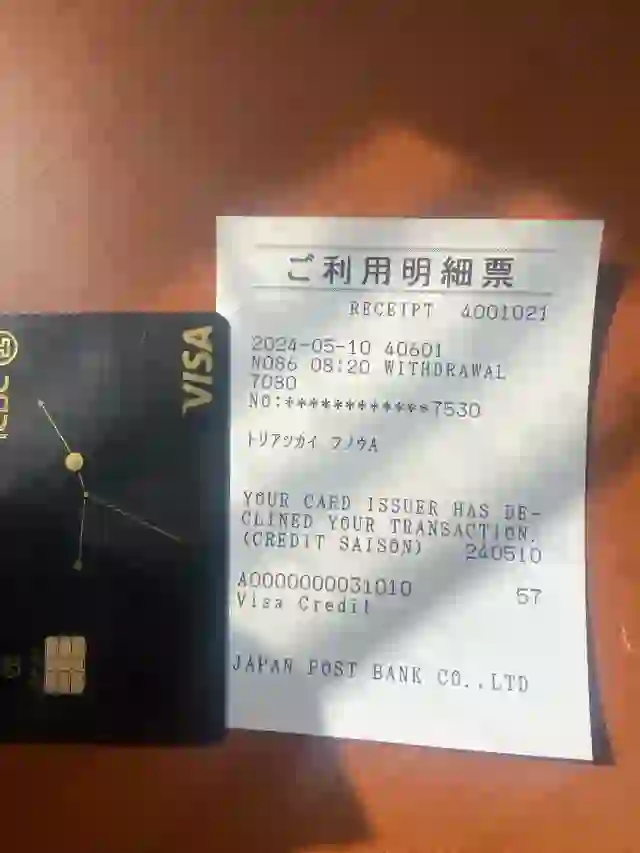 ご利用明細票
RECEIPT 4001021
2024-05-10 40601
N086 08:20 WITHDRAWAL
7080
NO:************7530
トリアツカイ フノウA
YOUR CARD ISSUER HAS DE-
CLINED YOUR TRANSACTION.
(CREDIT SAISON) 240510
A0000000031010 57
Visa Credit
JAPAN POST BANK CO.,LTD
VISA
ICBC